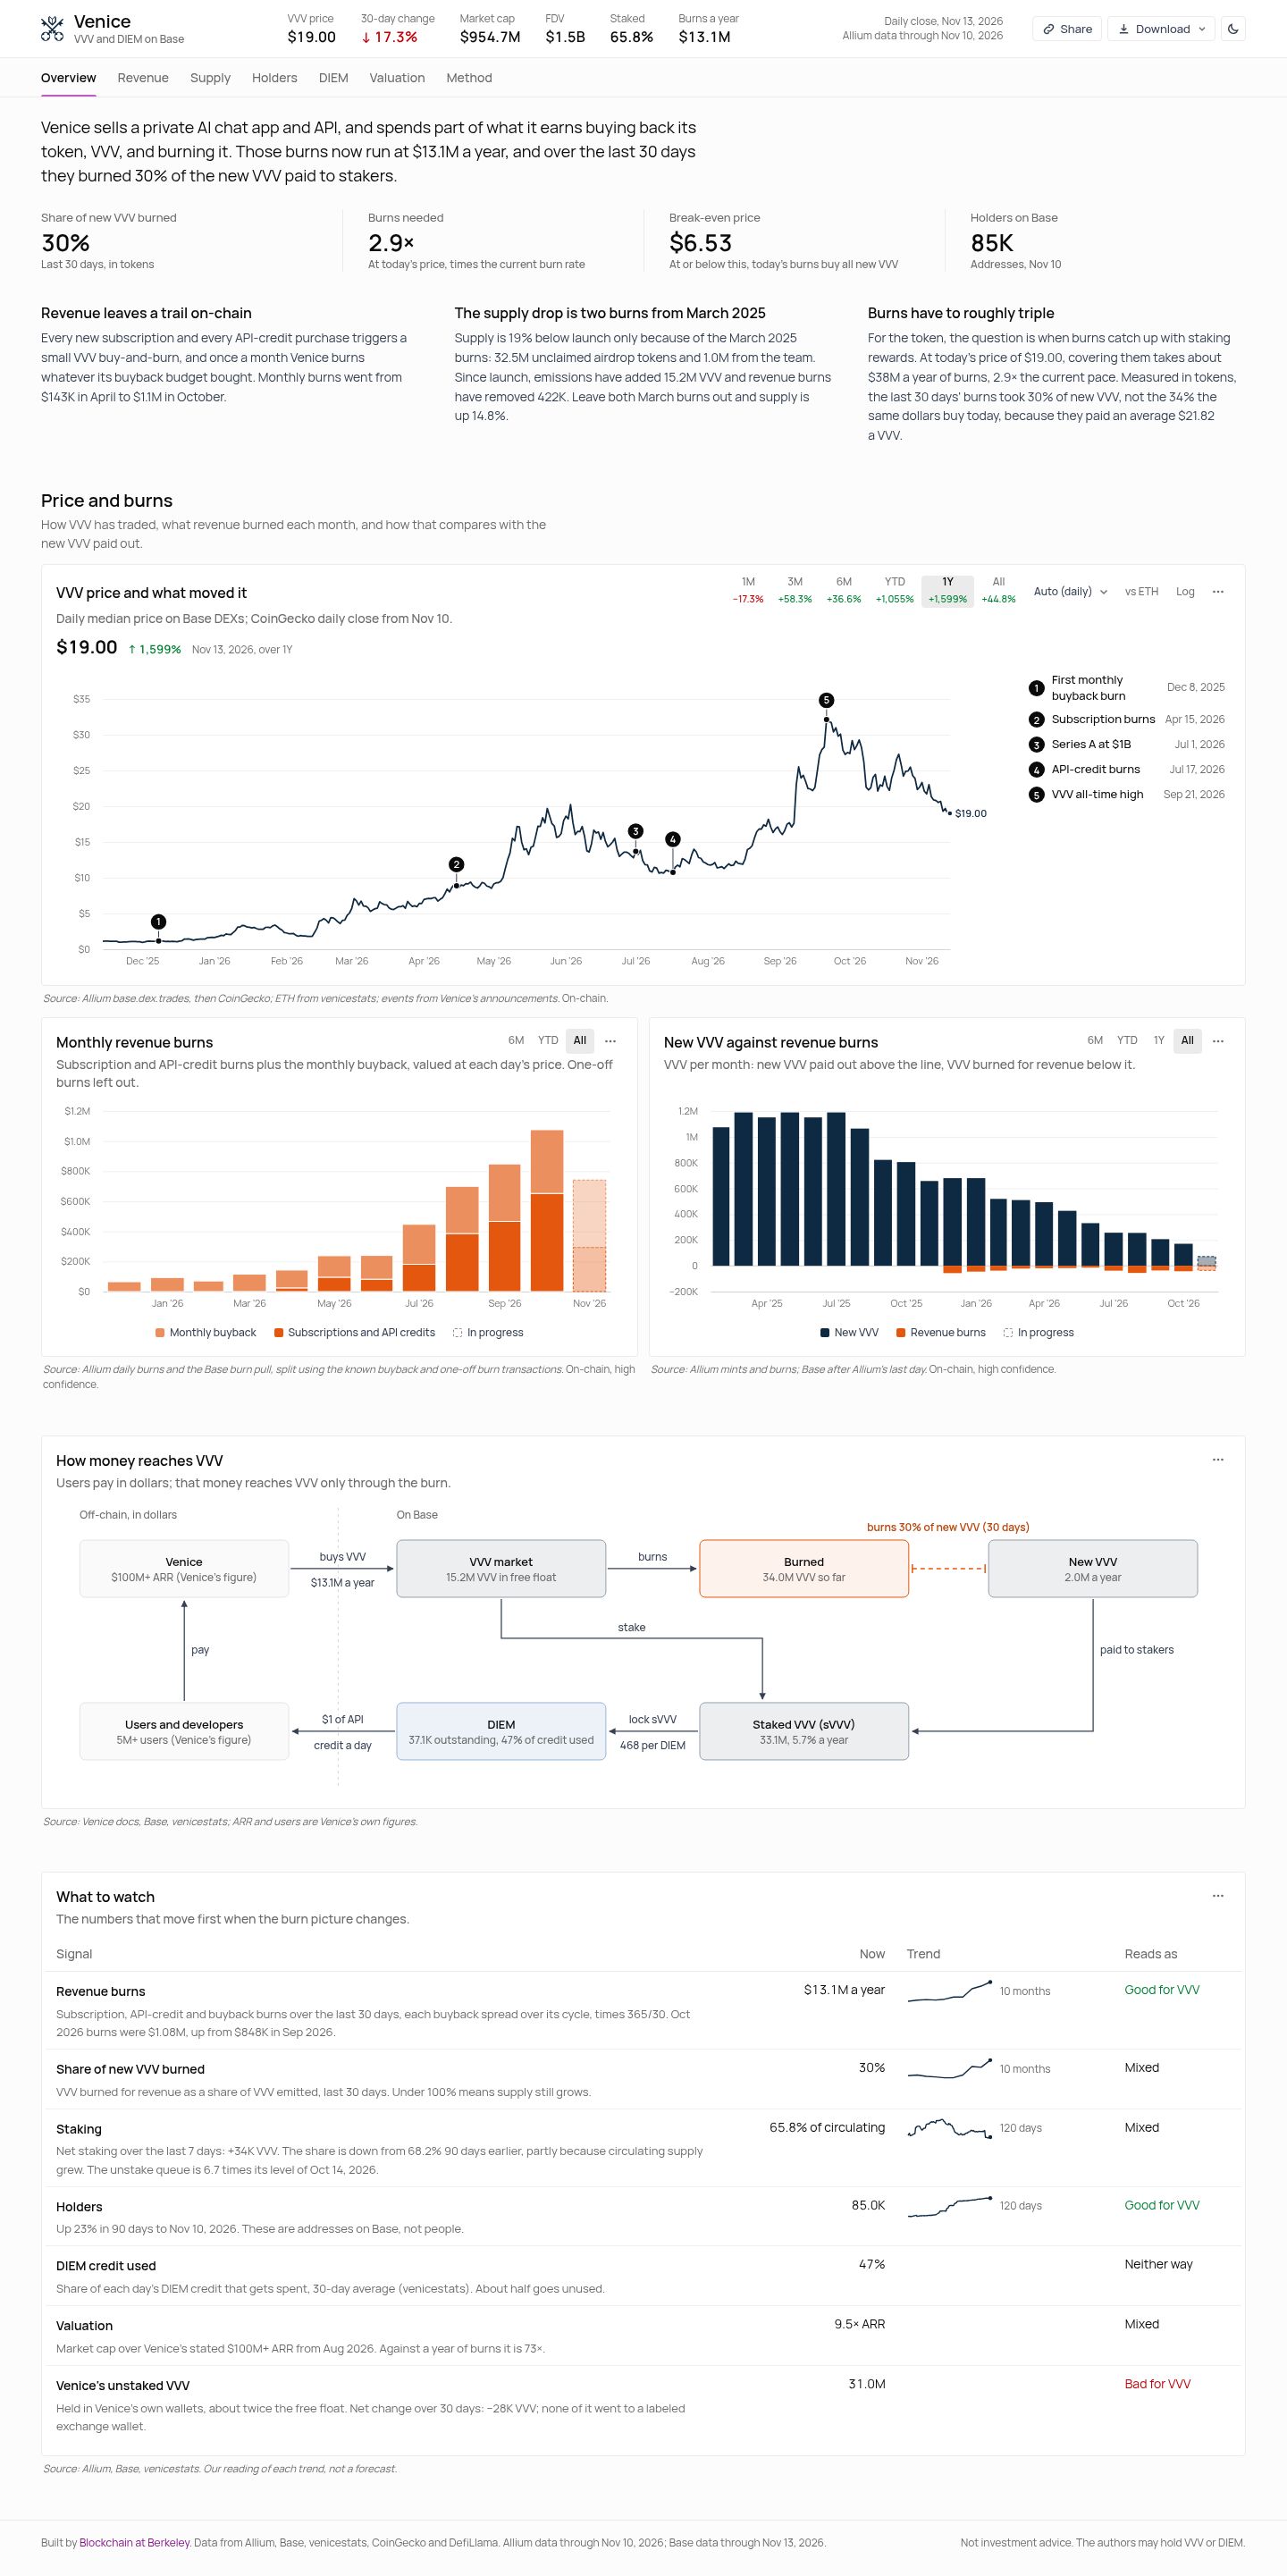 Venice
VVV and DIEM on Base
VVV price
$19.00
30-day change
↓ 17.3%
Market cap
$954.7M
FDV
$1.5B
Staked
65.8%
Burns a year
$13.1M
Daily close, Nov 13, 2026
Allium data through Nov 10, 2026
Share
Download
Overview
Revenue
Supply
Holders
DIEM
Valuation
Method
Venice sells a private AI chat app and API, and spends part of what it earns buying back its
token, VVV, and burning it. Those burns now run at $13.1M a year, and over the last 30 days
they burned 30% of the new VVV paid to stakers.
Share of new VVV burned
30%
Last 30 days, in tokens
Burns needed
2.9×
At today's price, times the current burn rate
Break-even price
$6.53
At or below this, today's burns buy all new VVV
Holders on Base
85K
Addresses, Nov 10
Revenue leaves a trail on-chain
Every new subscription and every API-credit purchase triggers a
small VVV buy-and-burn, and once a month Venice burns
whatever its buyback budget bought. Monthly burns went from
$143K in April to $1.1M in October.
The supply drop is two burns from March 2025
Supply is 19% below launch only because of the March 2025
burns: 32.5M unclaimed airdrop tokens and 1.0M from the team.
Since launch, emissions have added 15.2M VVV and revenue burns
have removed 422K. Leave both March burns out and supply is
up 14.8%.
Burns have to roughly triple
For the token, the question is when burns catch up with staking
rewards. At today's price of $19.00, covering them takes about
$38M a year of burns, 2.9× the current pace. Measured in tokens,
the last 30 days' burns took 30% of new VVV, not the 34% the
same dollars buy today, because they paid an average $21.82
a VVV.
Price and burns
How VVV has traded, what revenue burned each month, and how that compares with the
new VVV paid out.
VVV price and what moved it
1M
−17.3%
3M
+58.3%
6M
+36.6%
YTD
+1,055%
1Y
+1,599%
All
+44.8%
Auto (daily)
vs ETH
Log
Daily median price on Base DEXs; CoinGecko daily close from Nov 10.
$19.00
↑ 1,599%
Nov 13, 2026, over 1Y
$35
$30
$25
$20
$15
$10
$5
$0
1
2
3
4
5
$19.00
Dec '25
Jan '26
Feb '26
Mar '26
Apr '26
May '26
Jun '26
Jul '26
Aug '26
Sep '26
Oct '26
Nov '26
1 First monthly
buyback burn
Dec 8, 2025
2 Subscription burns Apr 15, 2026
3 Series A at $1B Jul 1, 2026
4 API-credit burns Jul 17, 2026
5 VVV all-time high Sep 21, 2026
Source: Allium base.dex.trades, then CoinGecko; ETH from venicestats; events from Venice's announcements. On-chain.
Monthly revenue burns
6M
YTD
All
Subscription and API-credit burns plus the monthly buyback, valued at each day's price. One-off
burns left out.
$1.2M
$1.0M
$800K
$600K
$400K
$200K
$0
Jan '26
Mar '26
May '26
Jul '26
Sep '26
Nov '26
Monthly buyback
Subscriptions and API credits
In progress
Source: Allium daily burns and the Base burn pull, split using the known buyback and one-off burn transactions. On-chain, high
confidence.
New VVV against revenue burns
6M
YTD
1Y
All
VVV per month: new VVV paid out above the line, VVV burned for revenue below it.
1.2M
1M
800K
600K
400K
200K
0
−200K
Apr '25
Jul '25
Oct '25
Jan '26
Apr '26
Jul '26
Oct '26
New VVV
Revenue burns
In progress
Source: Allium mints and burns; Base after Allium's last day. On-chain, high confidence.
How money reaches VVV
Users pay in dollars; that money reaches VVV only through the burn.
Off-chain, in dollars
On Base
burns 30% of new VVV (30 days)
Venice
$100M+ ARR (Venice's figure)
buys VVV
$13.1M a year
VVV market
15.2M VVV in free float
burns
Burned
34.0M VVV so far
New VVV
2.0M a year
stake
pay
paid to stakers
Users and developers
5M+ users (Venice's figure)
$1 of API
credit a day
DIEM
37.1K outstanding, 47% of credit used
lock sVVV
468 per DIEM
Staked VVV (sVVV)
33.1M, 5.7% a year
Source: Venice docs, Base, venicestats; ARR and users are Venice's own figures.
What to watch
The numbers that move first when the burn picture changes.
Signal
Now
Trend
Reads as
Revenue burns
$13.1M a year
10 months
Good for VVV
Subscription, API-credit and buyback burns over the last 30 days, each buyback spread over its cycle, times 365/30. Oct
2026 burns were $1.08M, up from $848K in Sep 2026.
Share of new VVV burned
30%
10 months
Mixed
VVV burned for revenue as a share of VVV emitted, last 30 days. Under 100% means supply still grows.
Staking
65.8% of circulating
120 days
Mixed
Net staking over the last 7 days: +34K VVV. The share is down from 68.2% 90 days earlier, partly because circulating supply
grew. The unstake queue is 6.7 times its level of Oct 14, 2026.
Holders
85.0K
120 days
Good for VVV
Up 23% in 90 days to Nov 10, 2026. These are addresses on Base, not people.
DIEM credit used
47%
Neither way
Share of each day's DIEM credit that gets spent, 30-day average (venicestats). About half goes unused.
Valuation
9.5× ARR
Mixed
Market cap over Venice's stated $100M+ ARR from Aug 2026. Against a year of burns it is 73×.
Venice's unstaked VVV
31.0M
Bad for VVV
Held in Venice's own wallets, about twice the free float. Net change over 30 days: −28K VVV; none of it went to a labeled
exchange wallet.
Source: Allium, Base, venicestats. Our reading of each trend, not a forecast.
Built by Blockchain at Berkeley. Data from Allium, Base, venicestats, CoinGecko and DefiLlama. Allium data through Nov 10, 2026; Base data through Nov 13, 2026.
Not investment advice. The authors may hold VVV or DIEM.